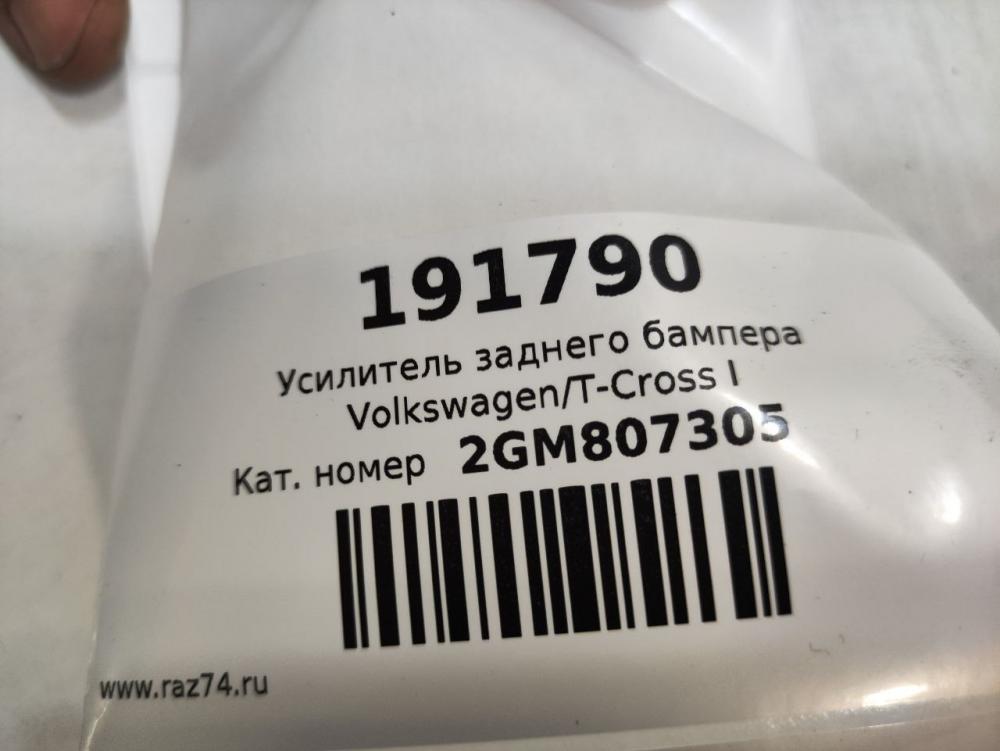 191790
Усилитель заднего бампера
Volkswagen/T-Cross I
Кат. номер 2GM807305
www.raz74.ru